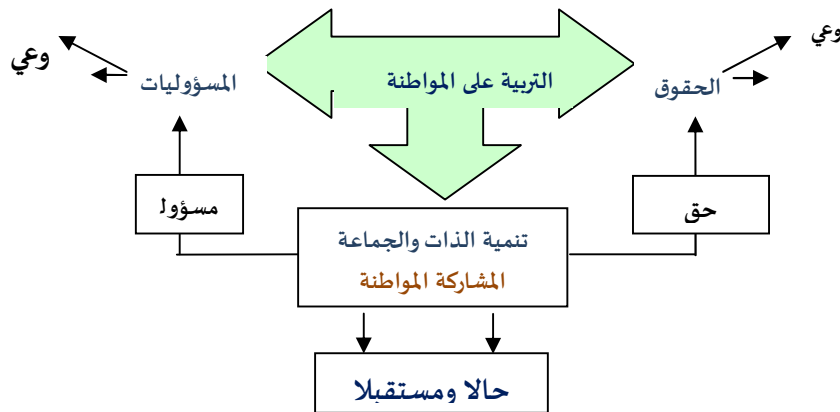 وعي
الحقوق
التربية على المواطنة
المسؤوليات
وعي
حق
مسؤول
تنمية الذات والجماعة
المشاركة المواطنة
حالا ومستقبلا